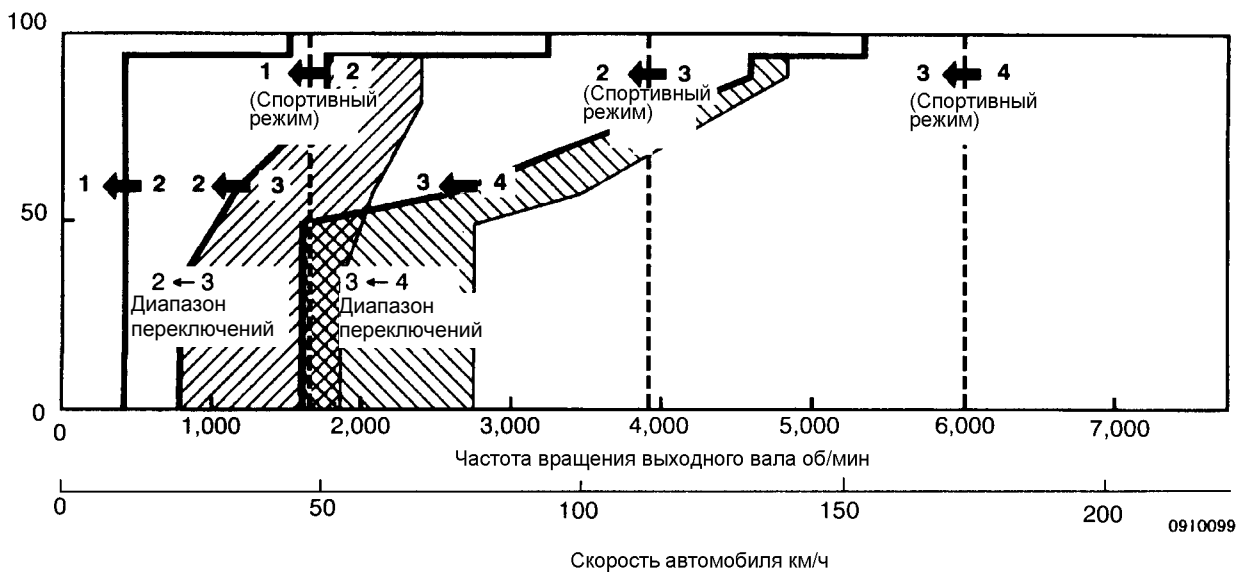 100
1 2
(Спортивный
режим)
2 3
(Спортивный
режим)
3 4
(Спортивный
режим)
1 2 2 3
3 4
50
2 ← 3
Диапазон
переключений
3 ← 4
Диапазон
переключений
0
0 1,000 2,000 3,000 4,000 5,000 6,000 7,000
Частота вращения выходного вала об/мин
0 50 100 150 200
0910099
Скорость автомобиля км/ч